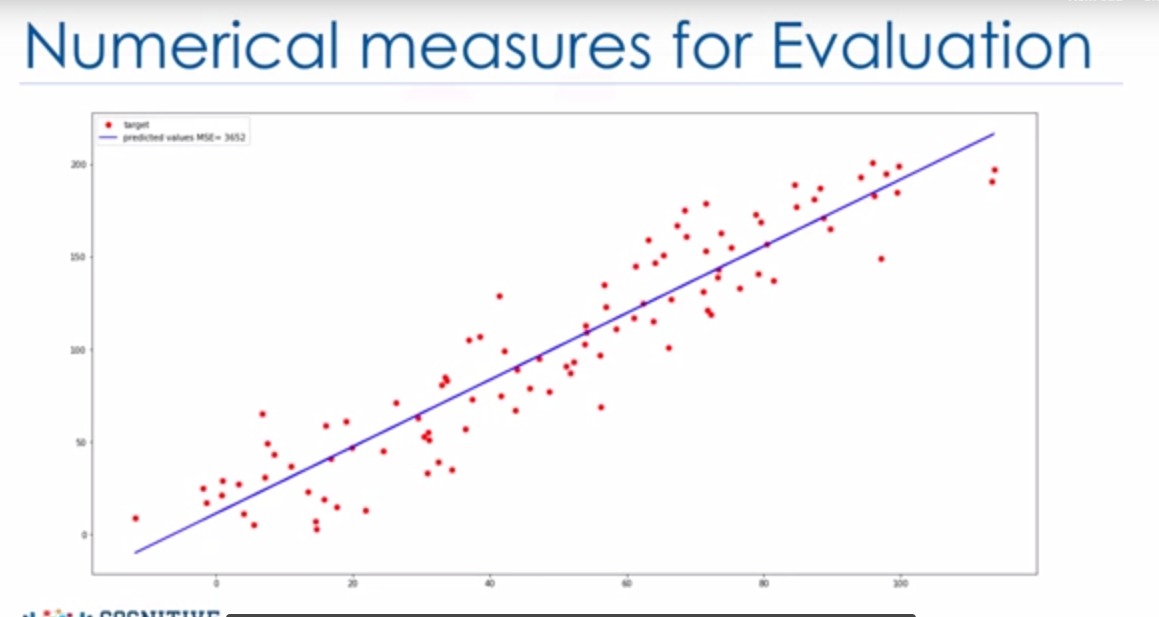 Numerical measures for Evaluation
target
predicted values MSE= 3652
200
150
100
50
0
0 20 40 60 80 100
COGNITIVE